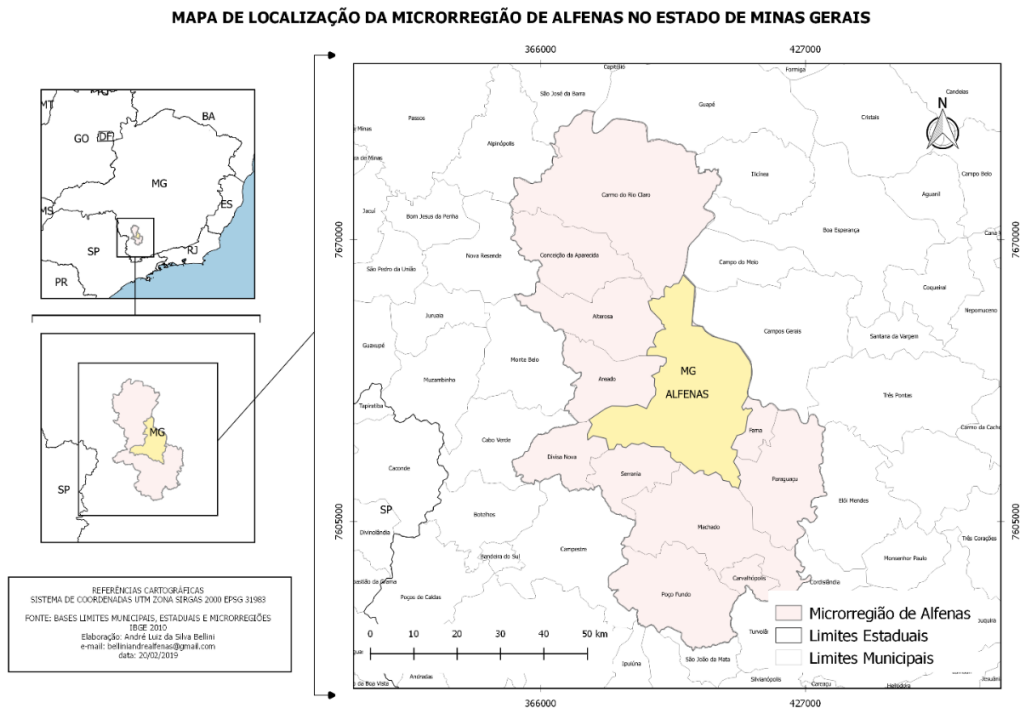 MAPA DE LOCALIZAÇÃO DA MICRORREGIÃO DE ALFENAS NO ESTADO DE MINAS GERAIS
366000
427000
MT
GO
DF
BA
MG
ES
MS
SP
RJ
PR
MG
SP
7670000
7605000
7670000
7605000
366000
427000
N
Capitólio
Formiga
São José da Barra
Candeias
Passos
Guapé
Cristais
Alpinópolis
Ilicínea
Campo Belo
Carmo do Rio Claro
Aguanil
Jacuí
Bom Jesus da Penha
Boa Esperança
Nova Resende
Conceição da Aparecida
Campo do Meio
São Pedro da União
Coqueiral
Nepomuceno
Juruaia
Alterosa
Campos Gerais
Santana da Vargem
Guaxupé
Monte Belo
Muzambinho
Areado
MG
ALFENAS
Três Pontas
Tapiratiba
Cabo Verde
Fama
Carmo da Cacho
Divisa Nova
Caconde
Serrania
Paraguaçu
Elói Mendes
SP
Botelhos
Machado
Divinolândia
Três Corações
Bandeira do Sul
Campestre
Monsenhor Paulo
Carvalhópolis
Cordislândia
Poço Fundo
Poços de Caldas
Turvolâ
São João da Mata
Ipuiúna
Andradas
Silvianópolis
Careaçu
Heliodora
0 10 20 30 40 50 km
Microrregião de Alfenas
Limites Estaduais
Limites Municipais
REFERÊNCIAS CARTOGRÁFICAS
SISTEMA DE COORDENADAS UTM ZONA SIRGAS 2000 EPSG 31983
FONTE: BASES LIMITES MUNICIPAIS, ESTADUAIS E MICRORREGIÕES
IBGE 2010
Elaboração: André Luiz da Silva Bellini
e-mail: belliniandrealfenas@gmail.com
data: 20/02/2019